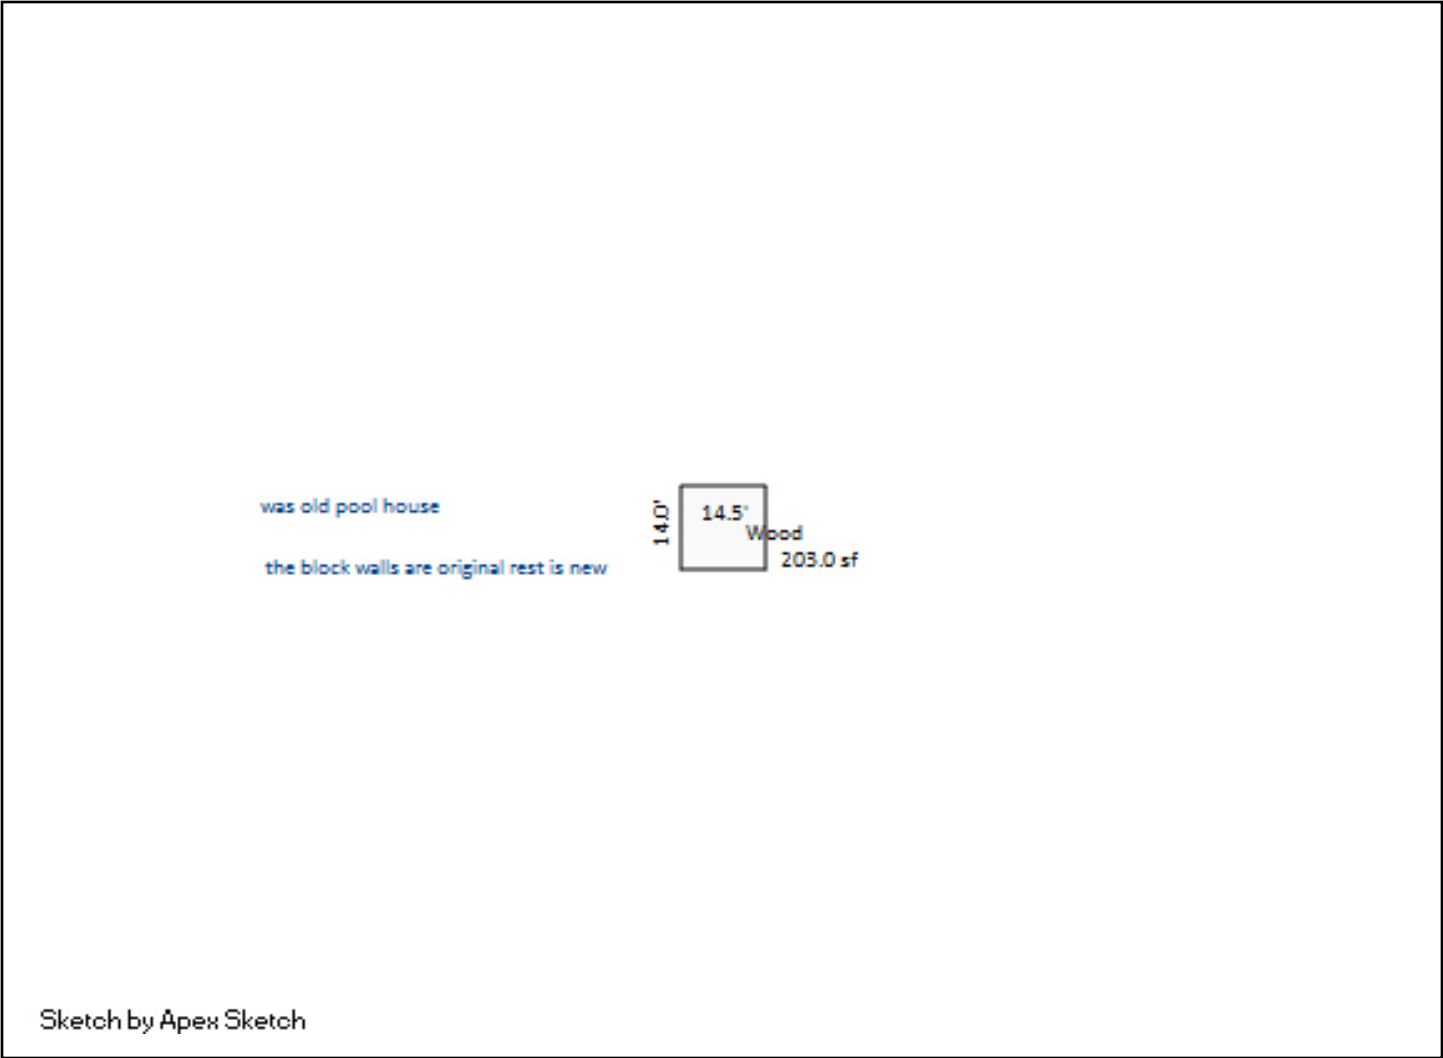 was old pool house
14.0'
14.5'
Wood
203.0 sf
the block walls are original rest is new
Sketch by Apex Sketch